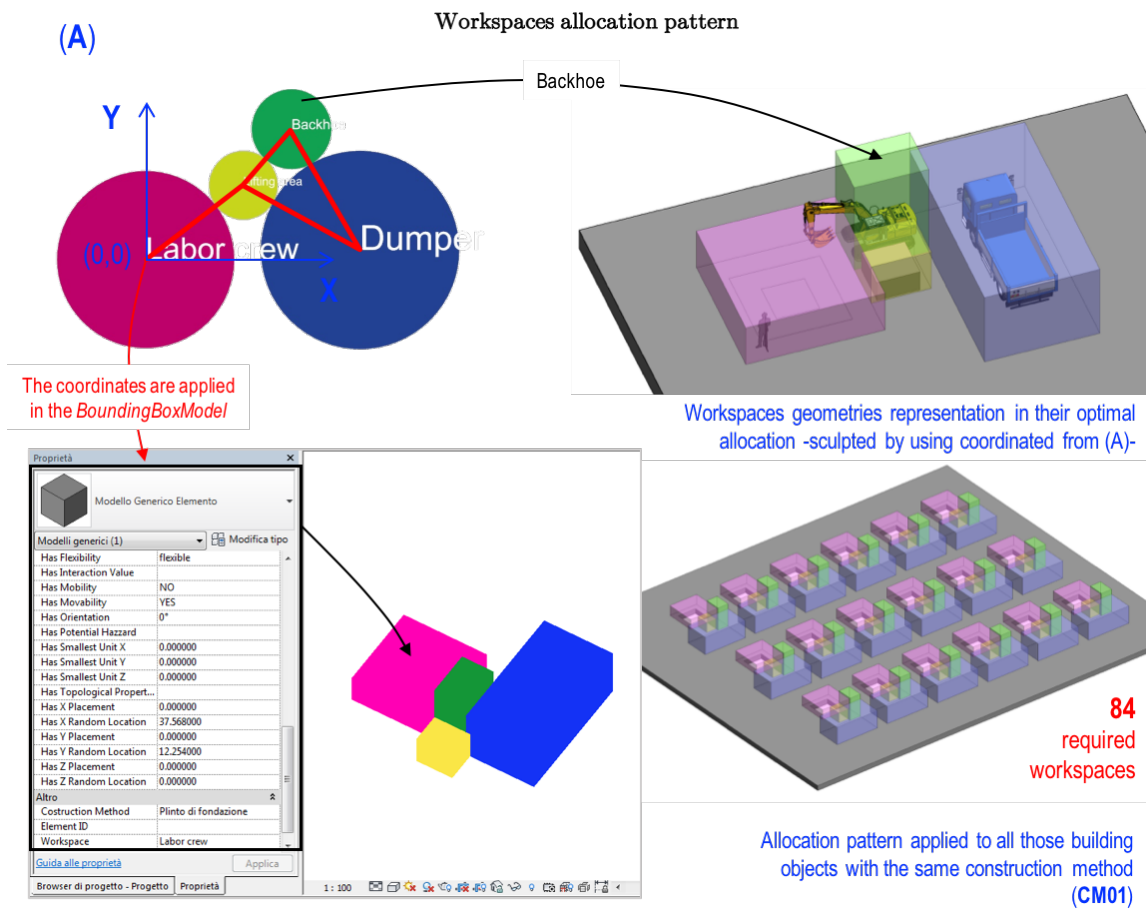 Workspaces allocation pattern
(A)
Backhoe
Y
Backhoe
Lifting area
Labor crew
Dumper
(0,0)
X
The coordinates are applied
in the BoundingBoxModel
Workspaces geometries representation in their optimal
allocation -sculpted by using coordinated from (A)-
Proprietà
Modello Generico Elemento
Modelli generici (1)
Modifica tipo
Has Flexibility flexible
Has Interaction Value
Has Mobility NO
Has Movability YES
Has Orientation 0°
Has Potential Hazzard
Has Smallest Unit X 0.000000
Has Smallest Unit Y 0.000000
Has Smallest Unit Z 0.000000
Has Topological Propert...
Has X Placement 0.000000
Has X Random Location 37.568000
Has Y Placement 0.000000
Has Y Random Location 12.254000
Has Z Placement 0.000000
Has Z Random Location 0.000000
Altro
Costruction Method Plinto di fondazione
Element ID
Workspace Labor crew
Guida alle proprietà
Applica
Browser di progetto - Progetto
Proprietà
1 : 100
84
required
workspaces
Allocation pattern applied to all those building
objects with the same construction method
(CM01)